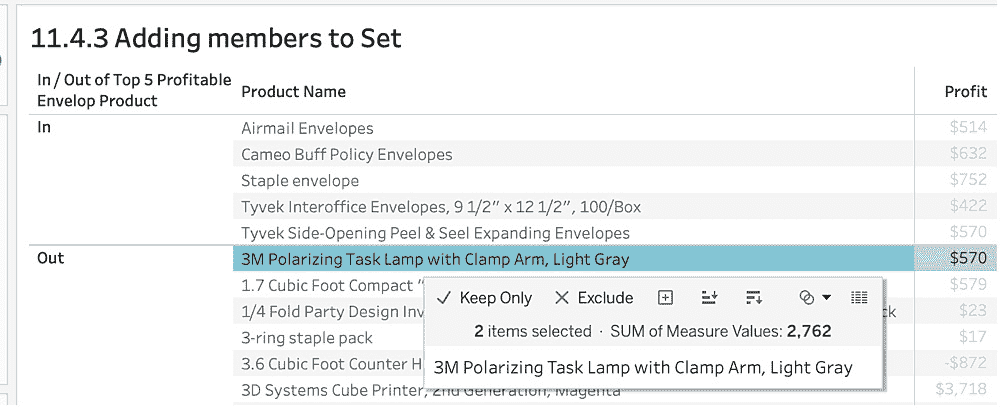 11.4.3 Adding members to Set
In / Out of Top 5 Profitable
Envelop Product
Product Name
Profit
In
Airmail Envelopes
$514
Cameo Buff Policy Envelopes
$632
Staple envelope
$752
Tyvek Interoffice Envelopes, 9 1/2" x 12 1/2", 100/Box
$422
Tyvek Side-Opening Peel & Seel Expanding Envelopes
$570
Out
3M Polarizing Task Lamp with Clamp Arm, Light Gray
$570
1.7 Cubic Foot Compact "
$579
1/4 Fold Party Design Inv
ck
$23
3-ring staple pack
$17
3.6 Cubic Foot Counter H
-$872
3D Systems Cube Printer, 2nd Generation, Magenta
$3,718
Keep Only
Exclude
2 items selected · SUM of Measure Values: 2,762
3M Polarizing Task Lamp with Clamp Arm, Light Gray